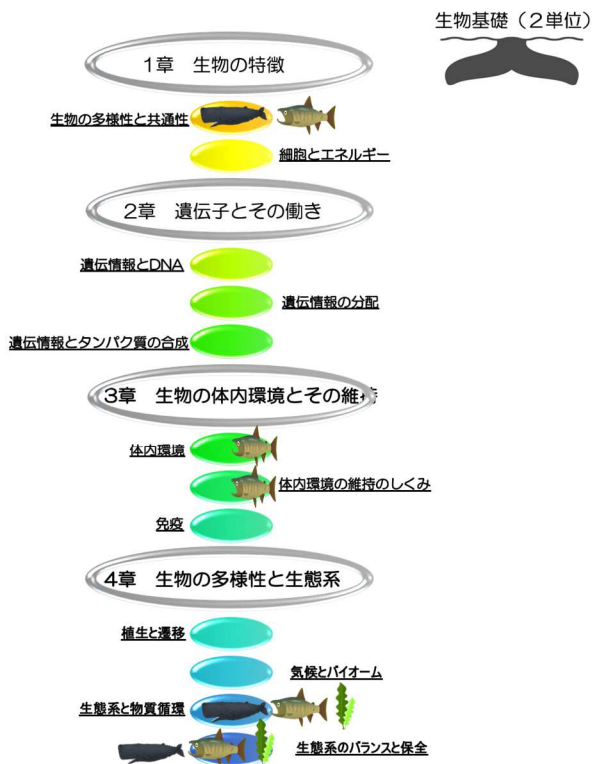 生物基礎（２単位）
１章　生物の特徴
生物の多様性と共通性
細胞とエネルギー
２章　遺伝子とその働き
遺伝情報とDNA
遺伝情報の分配
遺伝情報とタンパク質の合成
３章　生物の体内環境とその維持
体内環境
体内環境の維持のしくみ
免疫
４章　生物の多様性と生態系
植生と遷移
気候とバイオーム
生態系と物質循環
生態系のバランスと保全